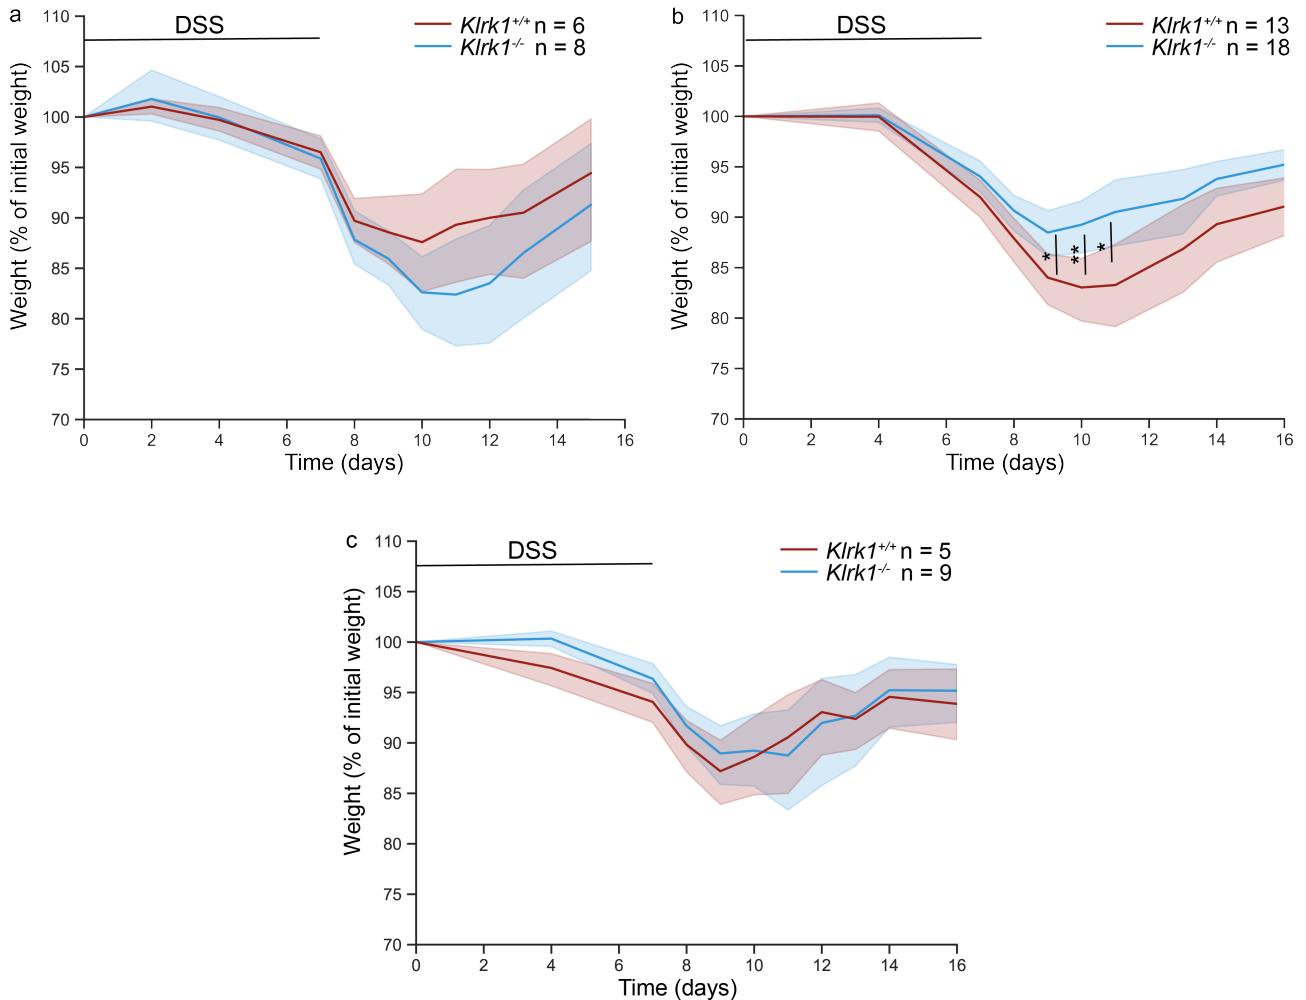 a
DSS
Klrk1+/+ n = 6
Klrk1-/- n = 8
110
105
100
95
90
85
80
75
70
Weight (% of initial weight)
0 2 4 6 8 10 12 14 16
Time (days)
b
DSS
Klrk1+/+ n = 13
Klrk1-/- n = 18
110
105
100
95
90
85
80
75
70
Weight (% of initial weight)
* ** *
0 2 4 6 8 10 12 14 16
Time (days)
c
DSS
Klrk1+/+ n = 5
Klrk1-/- n = 9
110
105
100
95
90
85
80
75
70
Weight (% of initial weight)
0 2 4 6 8 10 12 14 16
Time (days)